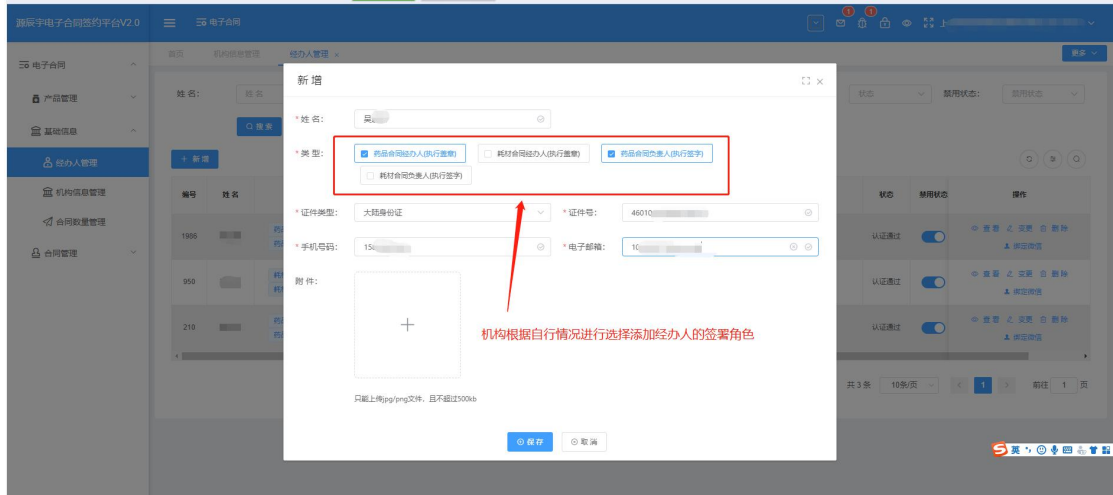 源辰宇电子合同签约平台V2.0
电子合同
1
1
首页 机构信息管理 经办人管理 ×
更多
电子合同
产品管理
基础信息
经办人管理
机构信息管理
合同数量管理
合同管理
姓 名: 姓 名
状态 禁用状态: 禁用状态
搜 索
+ 新 增
编号 姓 名 状态 禁用状态 操作
1986 认证通过 查 看 变更 删 除
绑定微信
950 认证通过 查 看 变更 删 除
绑定微信
210 认证通过 查 看 变更 删 除
绑定微信
共 3 条 10条/页 1 前往 1 页
新 增
* 姓 名: 吴
* 类 型: 药品合同经办人(执行盖章) 耗材合同经办人(执行盖章) 药品合同负责人(执行签字)
耗材合同负责人(执行签字)
* 证件类型: 大陆身份证 * 证件号: 46010
* 手机号码: 158 * 电子邮箱: 10
附 件:
+
机构根据自行情况进行选择添加经办人的签署角色
只能上传jpg/png文件，且不超过500kb
保 存 取 消
英